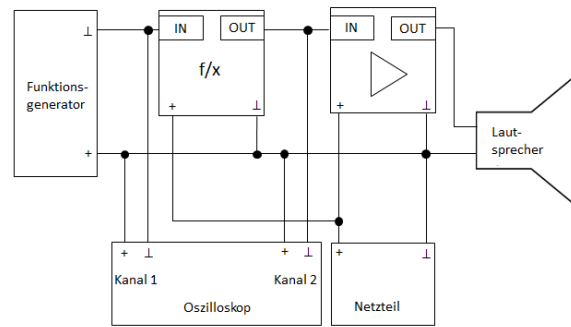 ⊥ IN OUT IN OUT
f/x
Funktions-
generator
+ ⊥ + ⊥
Laut-
sprecher
+
+ ⊥ + ⊥ + ⊥
Kanal 1 Kanal 2
Oszilloskop Netzteil